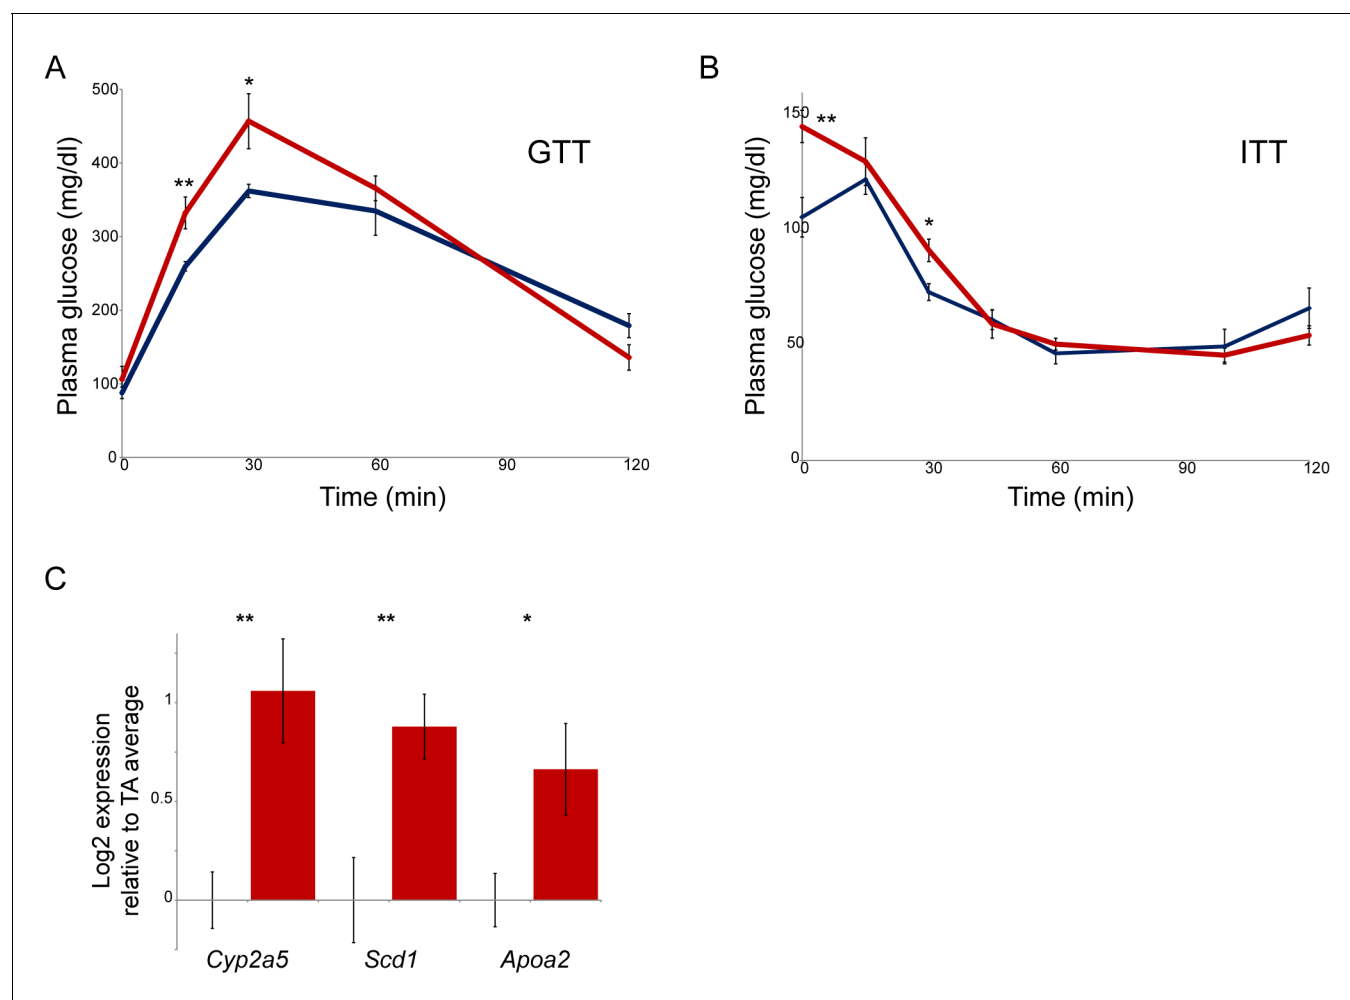 A
500
400
300
200
100
0
Plasma glucose (mg/dl)
*
**
GTT
0 30 60 90 120
Time (min)
B
150
100
50
0
Plasma glucose (mg/dl)
**
*
ITT
0 30 60 90 120
Time (min)
C
** ** *
1
0.5
0
Log2 expression
relative to TA average
Cyp2a5 Scd1 Apoa2